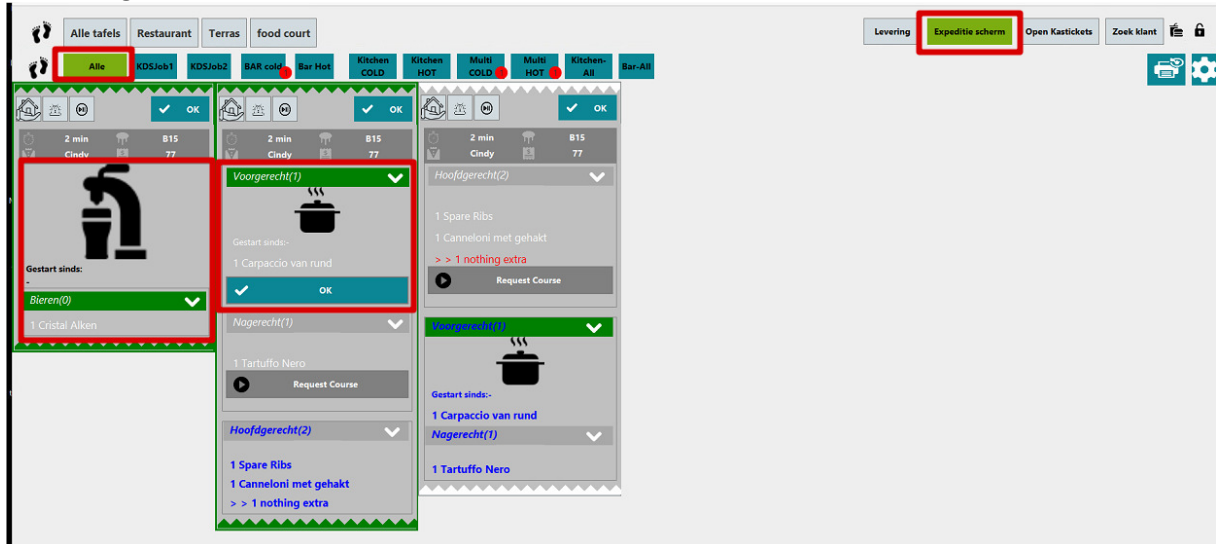 Alle tafels Restaurant Terras food court Levering Expeditie scherm Open Kastickets Zoek klant
Alle KDSJob1 KDSJob2 BAR cold Bar Hot Kitchen COLD Kitchen HOT Multi COLD Multi HOT Kitchen-All Bar-All
OK
2 min B15
Cindy 77
Gestart sinds:
-
Bieren(0)
1 Cristal Alken
OK
2 min B15
Cindy 77
Voorgerecht(1)
Gestart sinds:-
1 Carpaccio van rund
OK
Nagerecht(1)
1 Tartuffo Nero
Request Course
Hoofdgerecht(2)
1 Spare Ribs
1 Canneloni met gehakt
> > 1 nothing extra
OK
2 min B15
Cindy 77
Hoofdgerecht(2)
1 Spare Ribs
1 Canneloni met gehakt
> > 1 nothing extra
Request Course
Voorgerecht(1)
Gestart sinds:-
1 Carpaccio van rund
Nagerecht(1)
1 Tartuffo Nero